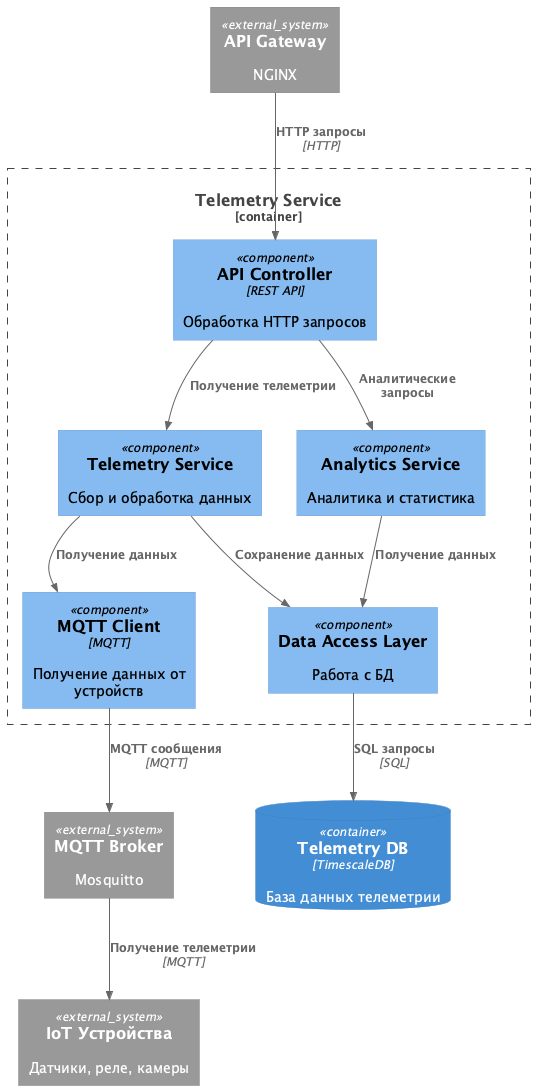 «external_system»
API Gateway
NGINX
HTTP запросы
[HTTP]
Telemetry Service
[container]
«component»
API Controller
[REST API]
Обработка HTTP запросов
Получение телеметрии
Аналитические
запросы
«component»
Telemetry Service
Сбор и обработка данных
«component»
Analytics Service
Аналитика и статистика
Получение данных
Сохранение данных
Получение данных
«component»
MQTT Client
[MQTT]
Получение данных от
устройств
«component»
Data Access Layer
Работа с БД
MQTT сообщения
[MQTT]
SQL запросы
[SQL]
«external_system»
MQTT Broker
Mosquitto
«container»
Telemetry DB
[TimescaleDB]
База данных телеметрии
Получение телеметрии
[MQTT]
«external_system»
IoT Устройства
Датчики, реле, камеры